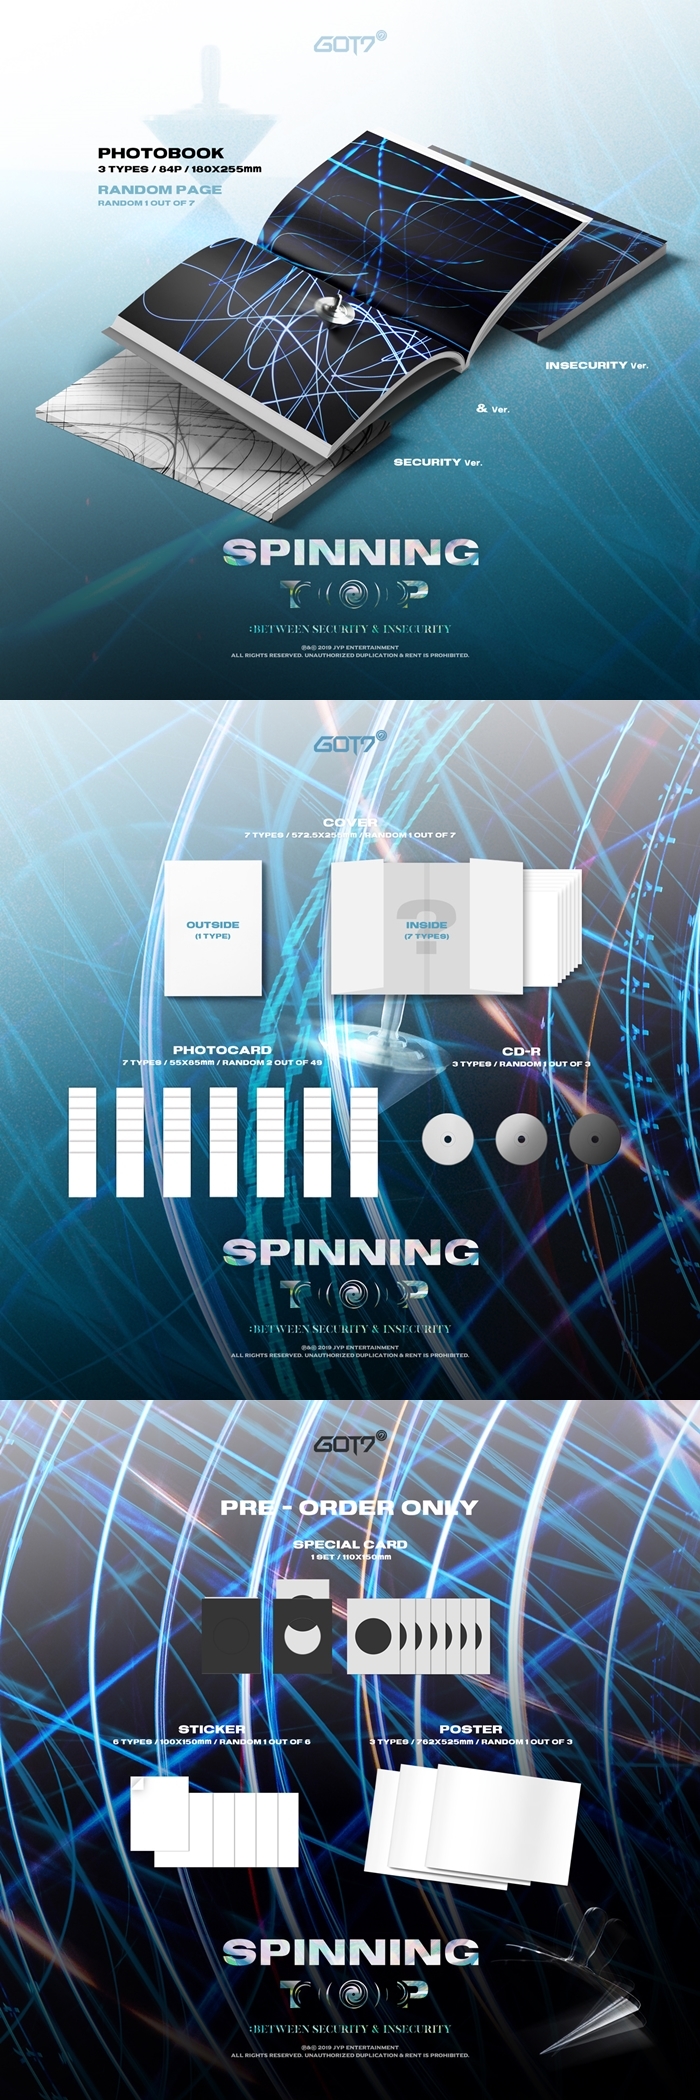 GOT7
PHOTOBOOK
3 TYPES / 84P / 180X255mm
RANDOM PAGE
RANDOM 1 OUT OF 7
INSECURITY Ver.
& Ver.
SECURITY Ver.
SPINNING
TOP
:BETWEEN SECURITY & INSECURITY
℗&© 2019 JYP ENTERTAINMENT
ALL RIGHTS RESERVED. UNAUTHORIZED DUPLICATION & RENT IS PROHIBITED.
GOT7
COVER
7 TYPES / 572.5X255mm / RANDOM 1 OUT OF 7
OUTSIDE
(1 TYPE)
?
INSIDE
(7 TYPES)
PHOTOCARD
7 TYPES / 55X85mm / RANDOM 2 OUT OF 49
CD-R
3 TYPES / RANDOM 1 OUT OF 3
SPINNING
TOP
:BETWEEN SECURITY & INSECURITY
℗&© 2019 JYP ENTERTAINMENT
ALL RIGHTS RESERVED. UNAUTHORIZED DUPLICATION & RENT IS PROHIBITED.
GOT7
PRE - ORDER ONLY
SPECIAL CARD
1 SET / 110X150mm
STICKER
6 TYPES / 100X150mm / RANDOM 1 OUT OF 6
POSTER
3 TYPES / 762X525mm / RANDOM 1 OUT OF 3
SPINNING
TOP
:BETWEEN SECURITY & INSECURITY
℗&© 2019 JYP ENTERTAINMENT
ALL RIGHTS RESERVED. UNAUTHORIZED DUPLICATION & RENT IS PROHIBITED.